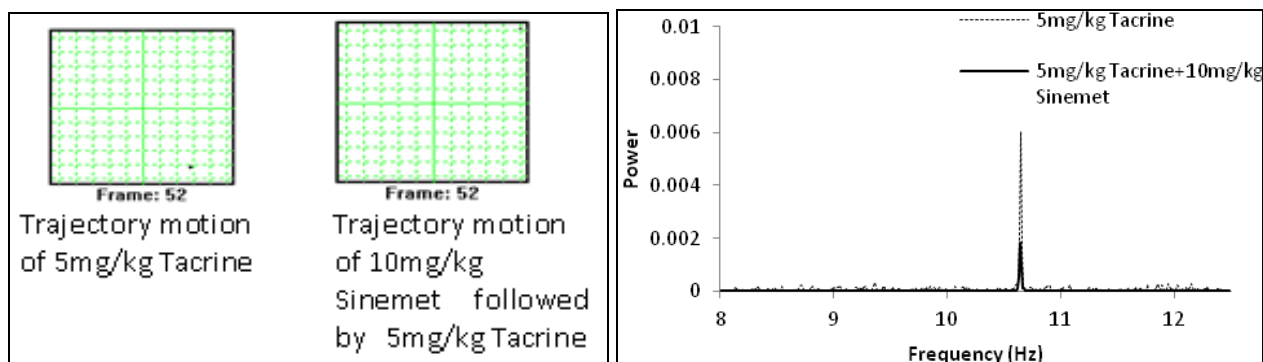 Frame: 52
Trajectory motion
of 5mg/kg Tacrine
Frame: 52
Trajectory motion
of 10mg/kg
Sinemet followed
by 5mg/kg Tacrine
5mg/kg Tacrine
5mg/kg Tacrine+10mg/kg
Sinemet
Power
0.01
0.008
0.006
0.004
0.002
0
8
9
10
11
12
Frequency (Hz)